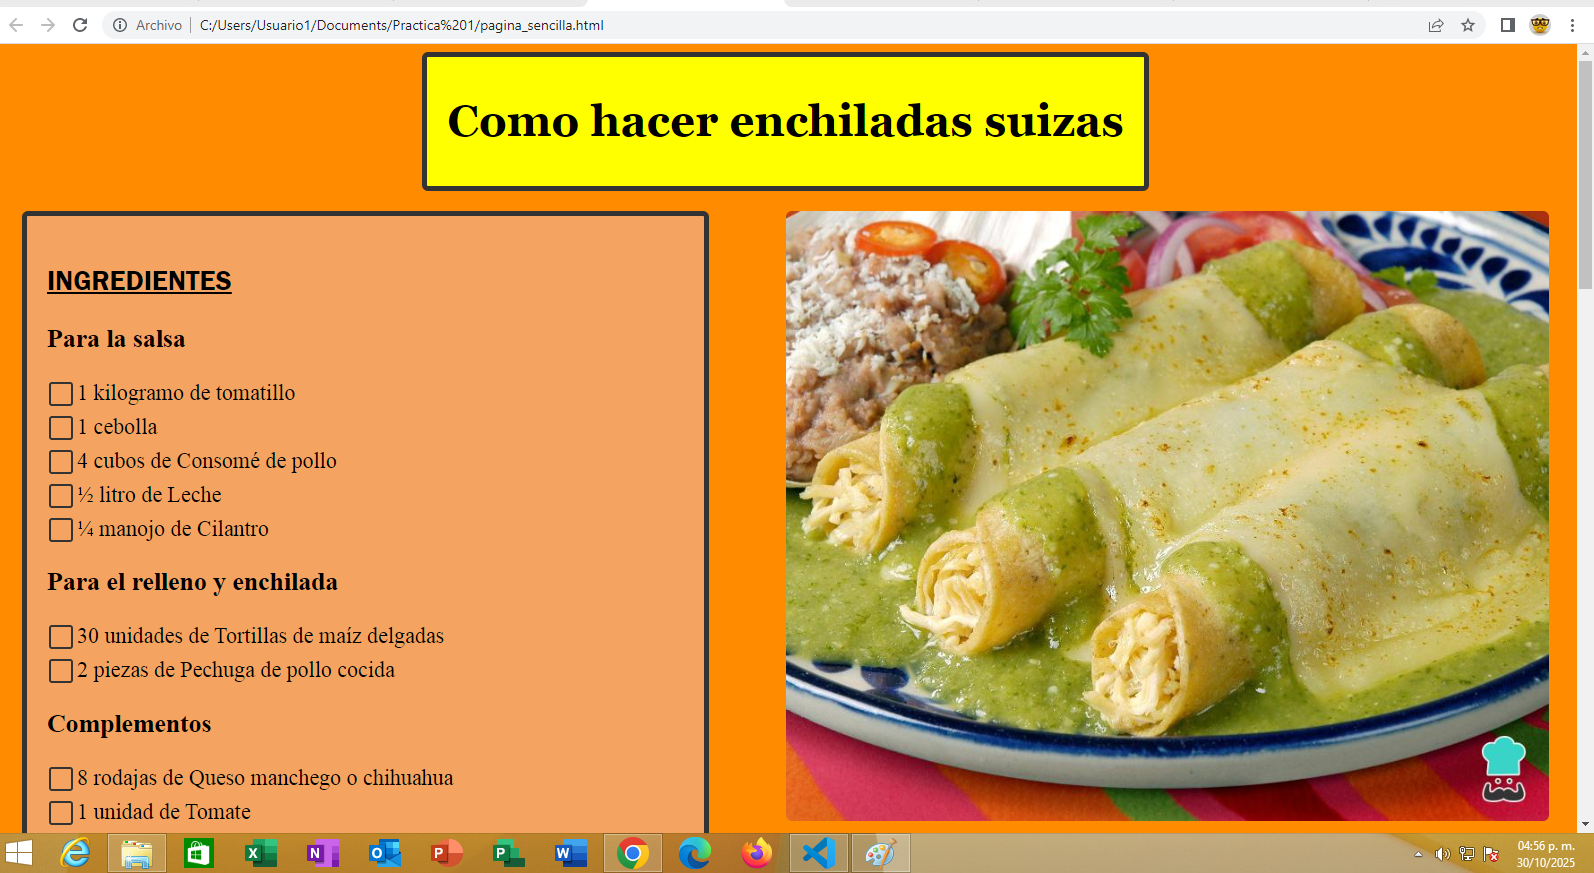 Archivo | C:/Users/Usuario1/Documents/Practica%201/pagina_sencilla.html
Como hacer enchiladas suizas
INGREDIENTES
Para la salsa
1 kilogramo de tomatillo
1 cebolla
4 cubos de Consomé de pollo
½ litro de Leche
¼ manojo de Cilantro
Para el relleno y enchilada
30 unidades de Tortillas de maíz delgadas
2 piezas de Pechuga de pollo cocida
Complementos
8 rodajas de Queso manchego o chihuahua
1 unidad de Tomate
04:56 p. m.
30/10/2025